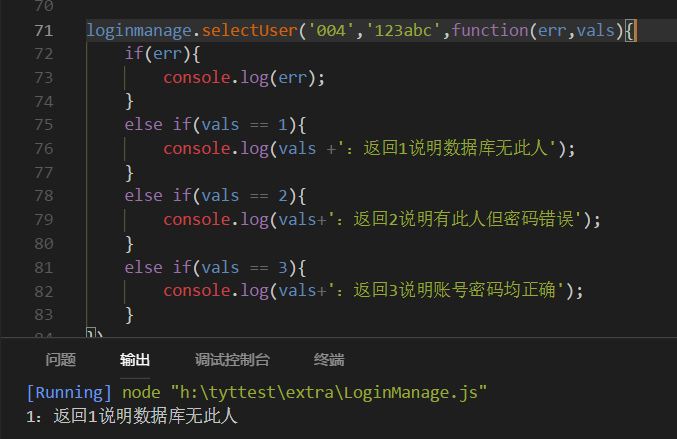 70
71 loginmanage.selectUser('004','123abc',function(err,vals){
72 if(err){
73 console.log(err);
74 }
75 else if(vals == 1){
76 console.log(vals +': 返回1说明数据库无此人');
77 }
78 else if(vals == 2){
79 console.log(vals+': 返回2说明有此人但密码错误');
80 }
81 else if(vals == 3){
82 console.log(vals+': 返回3说明账号密码均正确');
83 }
84 })
问题 输出 调试控制台 终端
[Running] node "h:\tyttest\extra\LoginManage.js"
1: 返回1说明数据库无此人